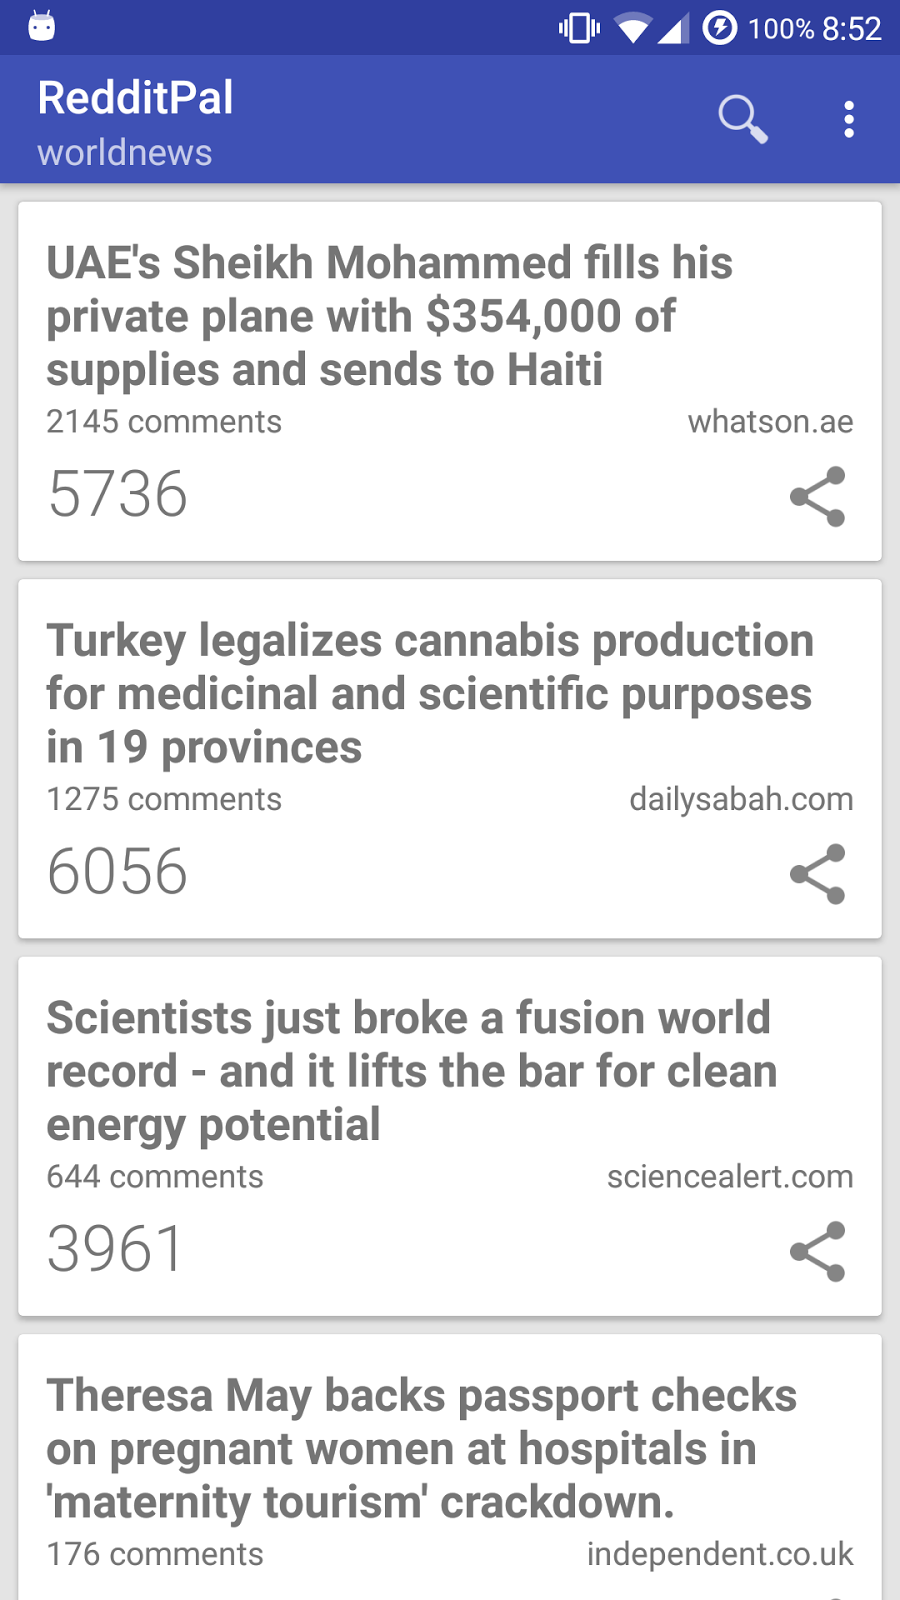 100% 8:52
RedditPal
worldnews
UAE's Sheikh Mohammed fills his
private plane with $354,000 of
supplies and sends to Haiti
2145 comments whatson.ae
5736
Turkey legalizes cannabis production
for medicinal and scientific purposes
in 19 provinces
1275 comments dailysabah.com
6056
Scientists just broke a fusion world
record - and it lifts the bar for clean
energy potential
644 comments sciencealert.com
3961
Theresa May backs passport checks
on pregnant women at hospitals in
'maternity tourism' crackdown.
176 comments independent.co.uk